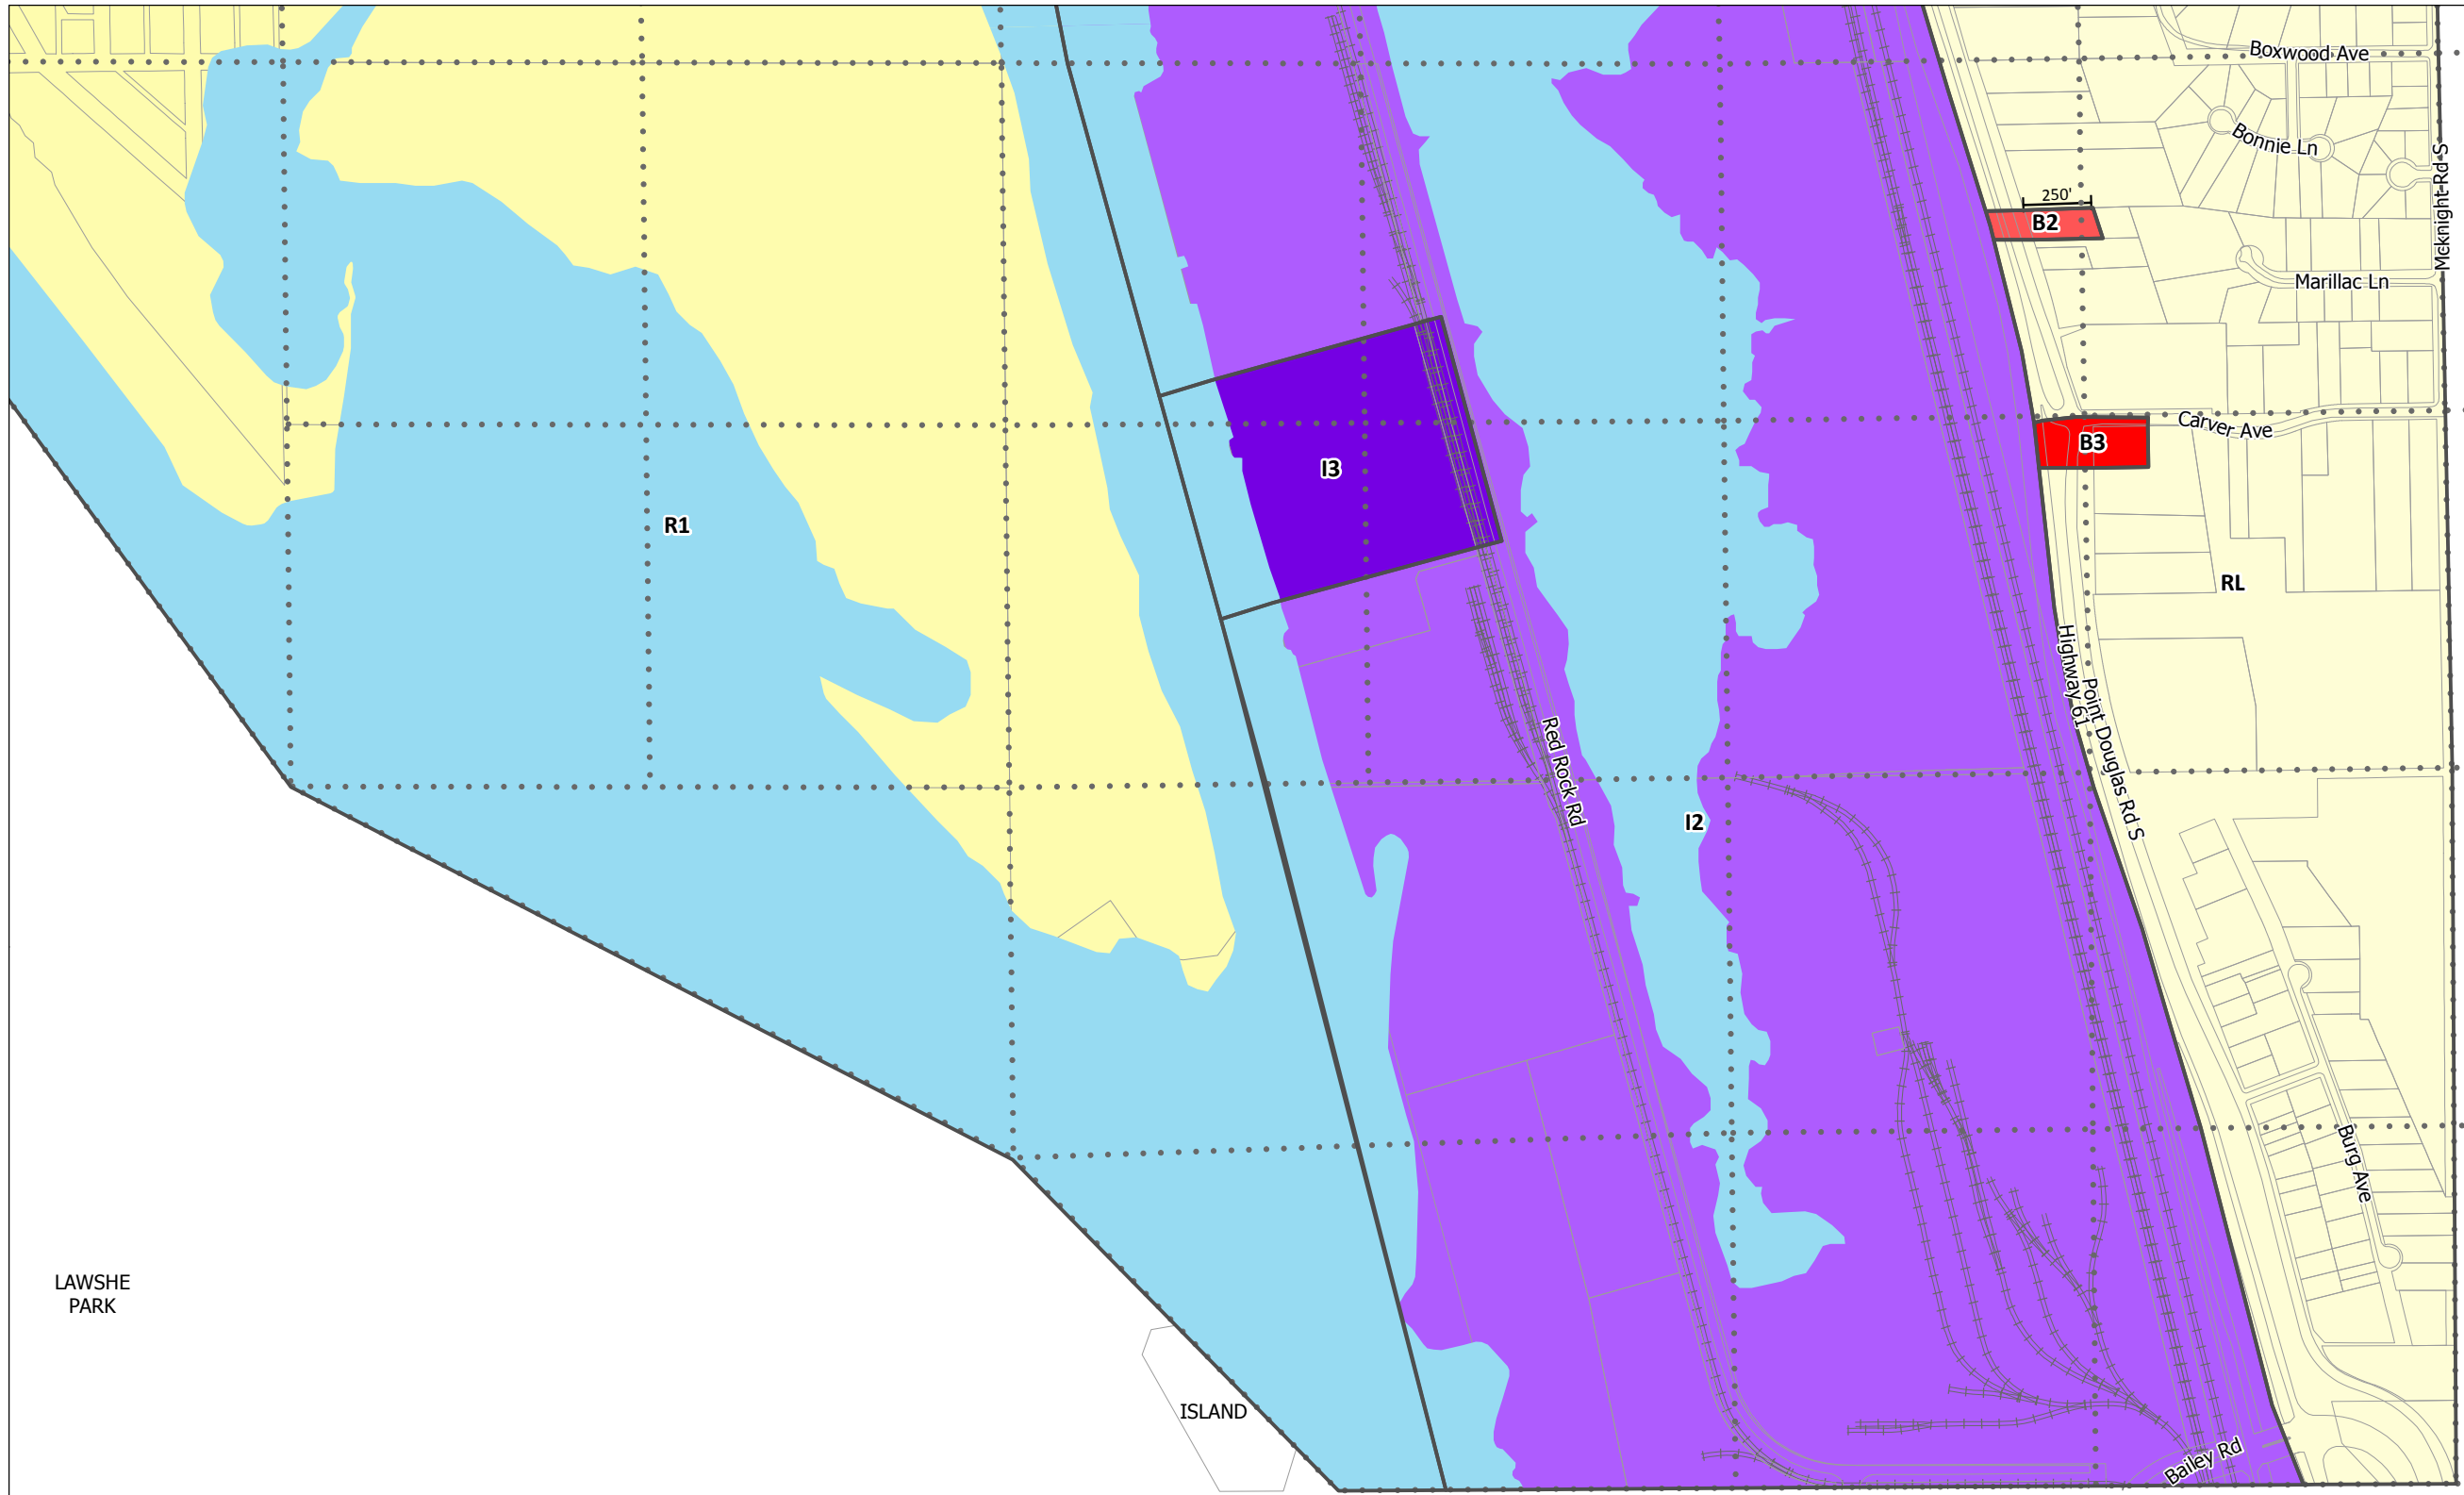 Boxwood Ave
Bonnie Ln
Mcknight Rd S
250'
B2
Marillac Ln
Carver Ave
B3
I3
R1
RL
Highway 61
Point Douglas Rd S
Red Rock Rd
I2
Burg Ave
LAWSHE
PARK
ISLAND
Bailey Rd